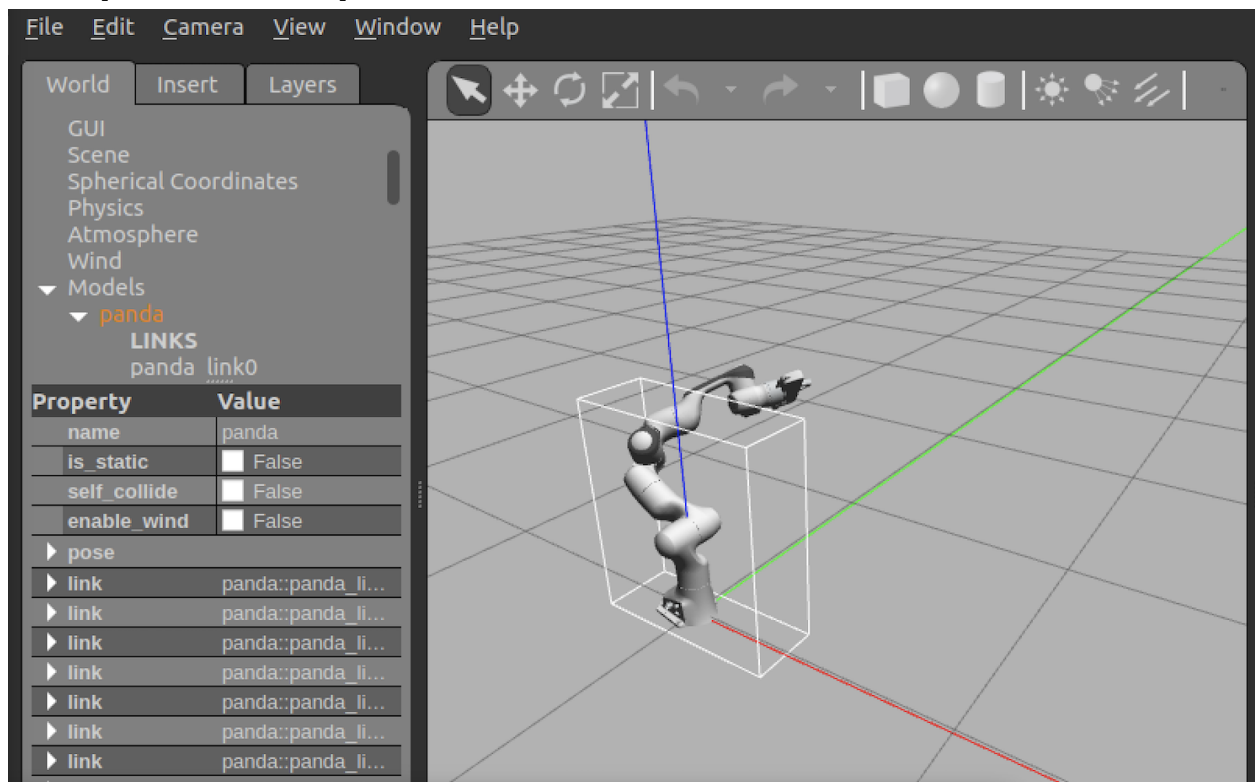 File Edit Camera View Window Help
World Insert Layers
GUI
Scene
Spherical Coordinates
Physics
Atmosphere
Wind
Models
panda
LINKS
panda_link0
Property Value
name panda
is_static False
self_collide False
enable_wind False
pose
link panda::panda_li...
link panda::panda_li...
link panda::panda_li...
link panda::panda_li...
link panda::panda_li...
link panda::panda_li...
link panda::panda_li...